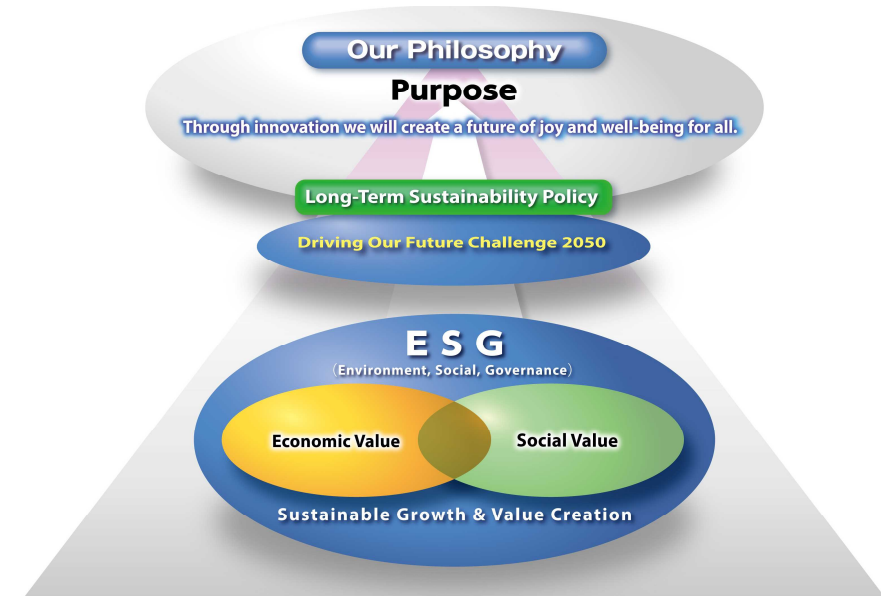 Our Philosophy
Purpose
Through innovation we will create a future of joy and well-being for all.
Long-Term Sustainability Policy
Driving Our Future Challenge 2050
E S G
(Environment, Social, Governance)
Economic Value
Social Value
Sustainable Growth & Value Creation